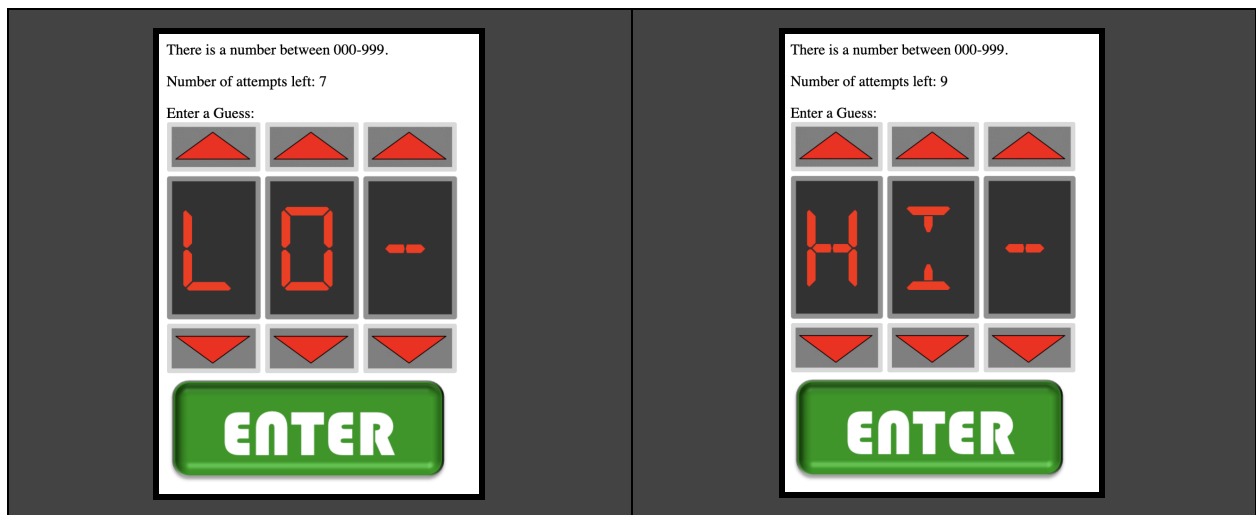 There is a number between 000-999.
Number of attempts left: 7
Enter a Guess:
LO-
ENTER
There is a number between 000-999.
Number of attempts left: 9
Enter a Guess:
HI-
ENTER